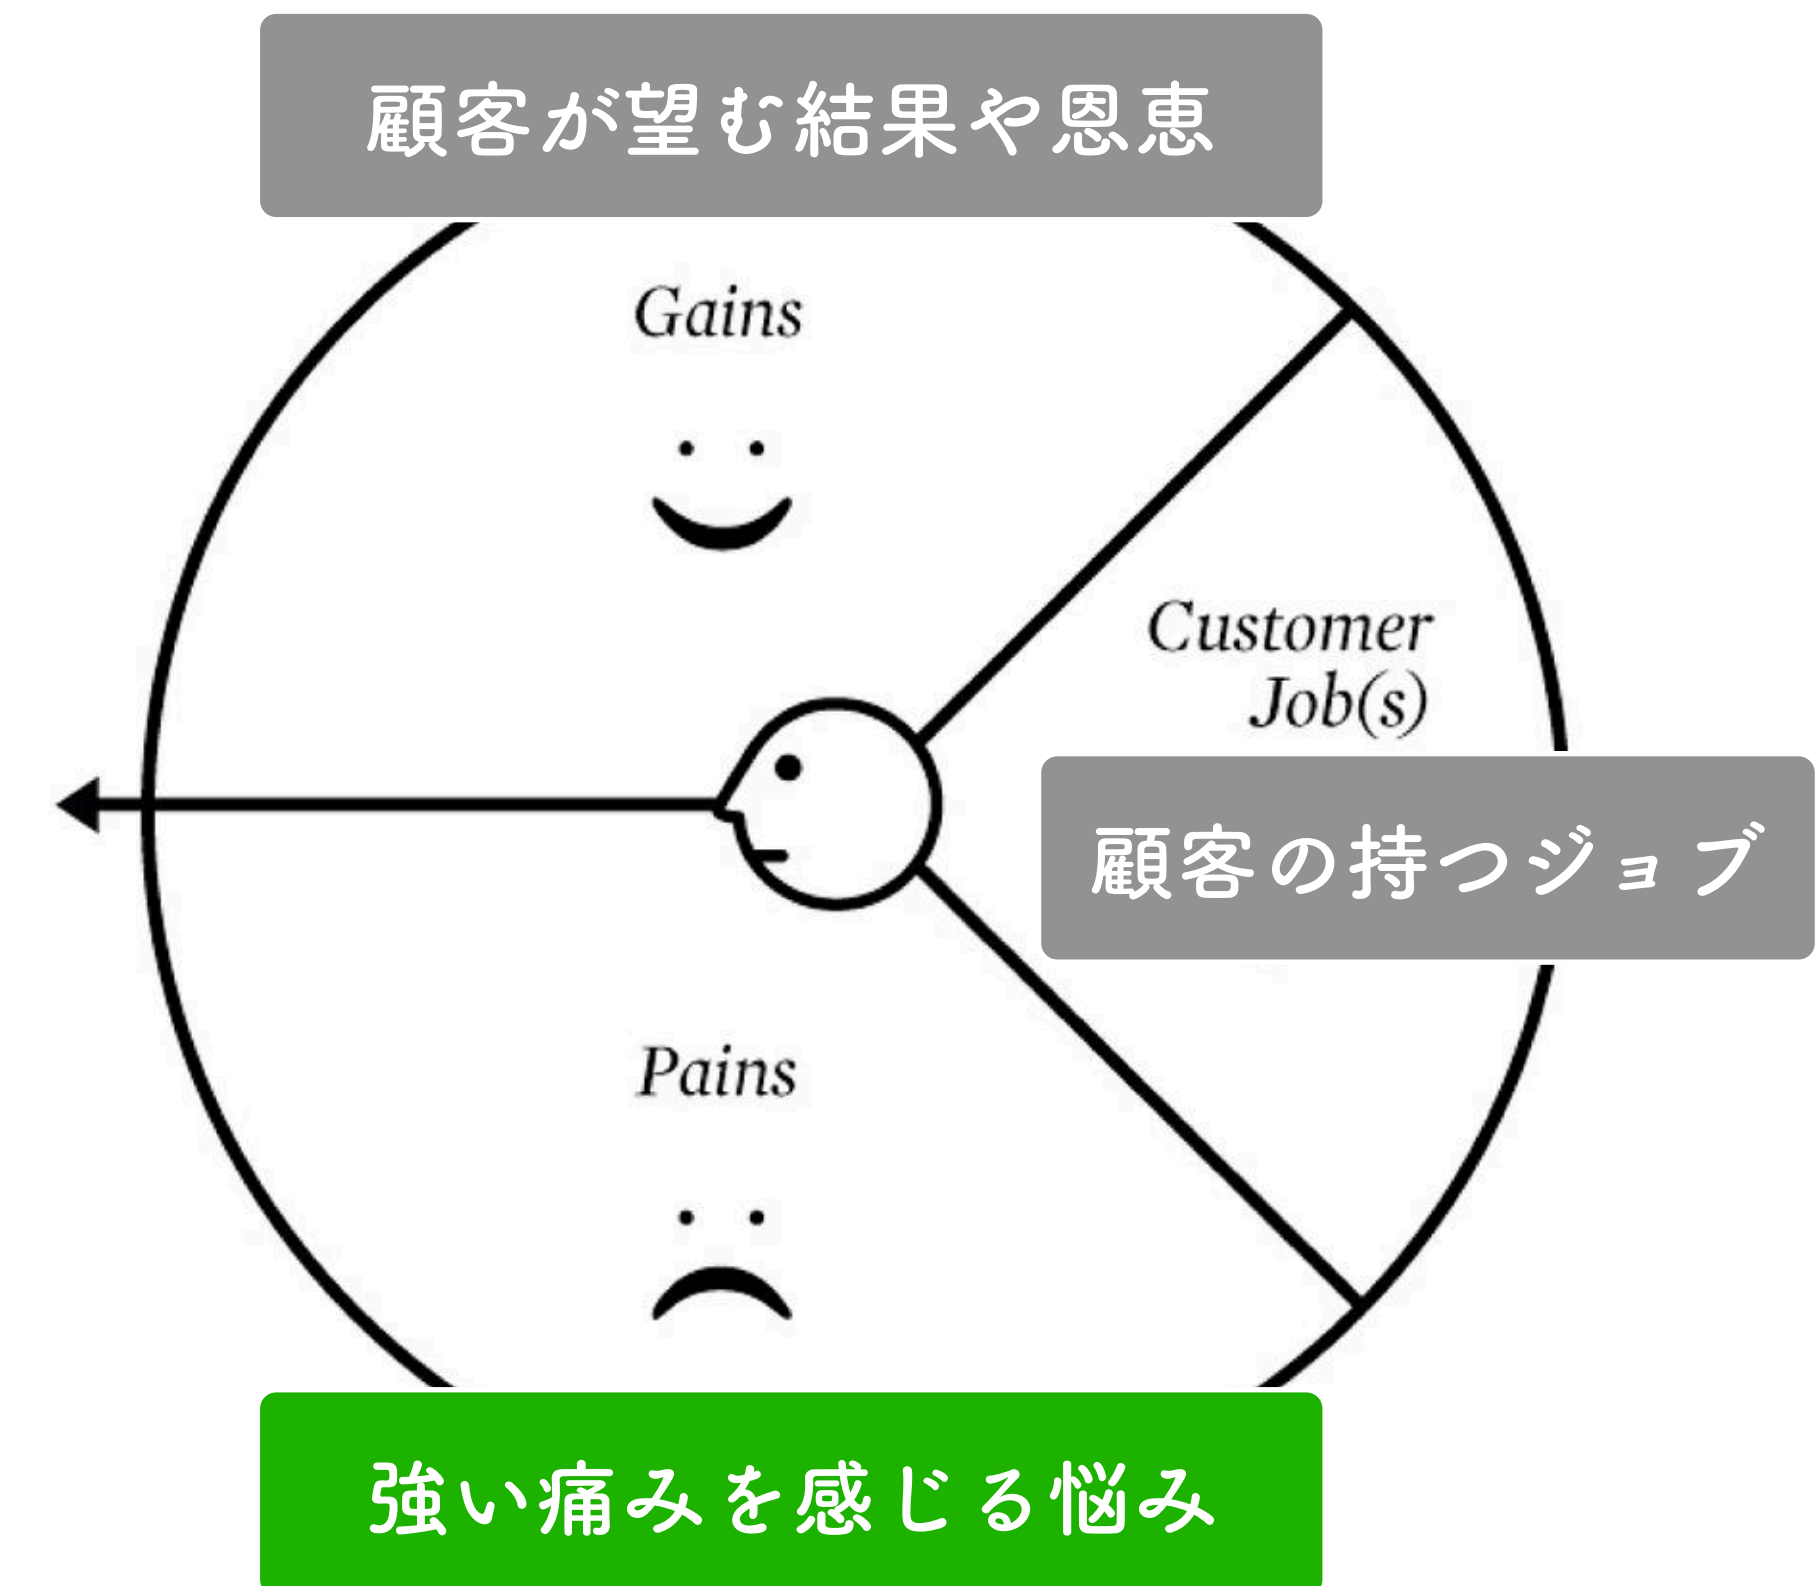 顧客が望む結果や恩恵
Gains
Customer
Job(s)
顧客の持つジョブ
Pains
強い痛みを感じる悩み